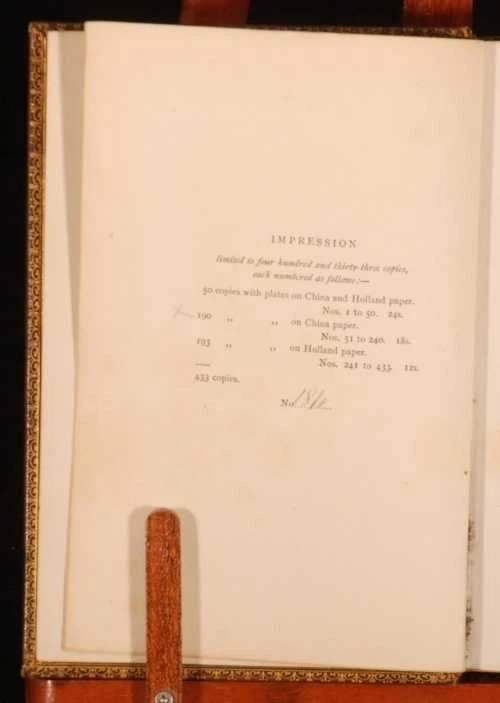 IMPRESSION
limited to four hundred and thirty-three copies,
each numbered as follows:—
50 copies with plates on China and Holland paper.
Nos. 1 to 50. 24s.
190 „ „ on China paper.
Nos. 51 to 240. 18s.
193 „ „ on Holland paper.
Nos. 241 to 433. 12s.
433 copies.
No.